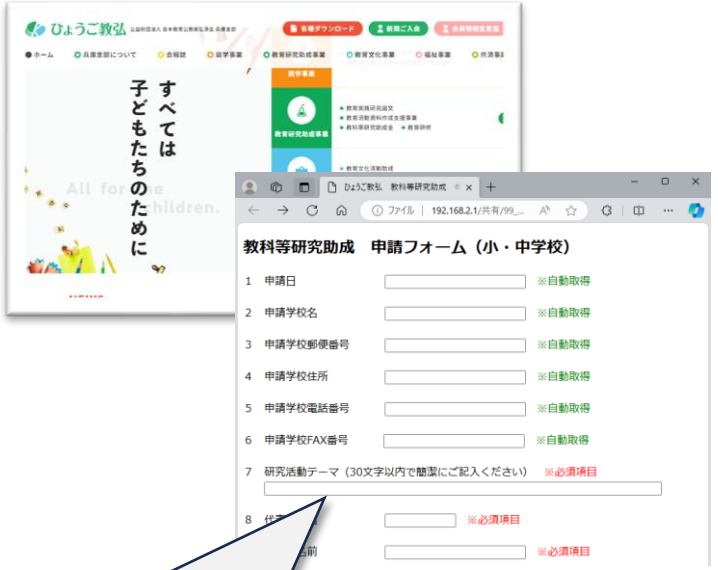 ひょうご教弘 公益財団法人 日本教育公務員弘済会 兵庫支部
各種ダウンロード
新規ご入会
会員情報変更届
ホーム
兵庫支部について
会報誌
奨学事業
教育研究助成事業
教育文化事業
福祉事業
共済事
奨学事業
すべては
子どもたちのために
All for the
children.
教育研究助成事業
教育実践研究論文
教育活動資料作成支援事業
教科等研究助成金 教育研修
教育文化活動助成
ひょうご教弘 教科等研究助成
ファイル 192.168.2.1/共有/99_...
教科等研究助成 申請フォーム（小・中学校）
1 申請日 ※自動取得
2 申請学校名 ※自動取得
3 申請学校郵便番号 ※自動取得
4 申請学校住所 ※自動取得
5 申請学校電話番号 ※自動取得
6 申請学校FAX番号 ※自動取得
7 研究活動テーマ（30文字以内で簡潔にご記入ください） ※必須項目
8 代 ※必須項目
名前 ※必須項目